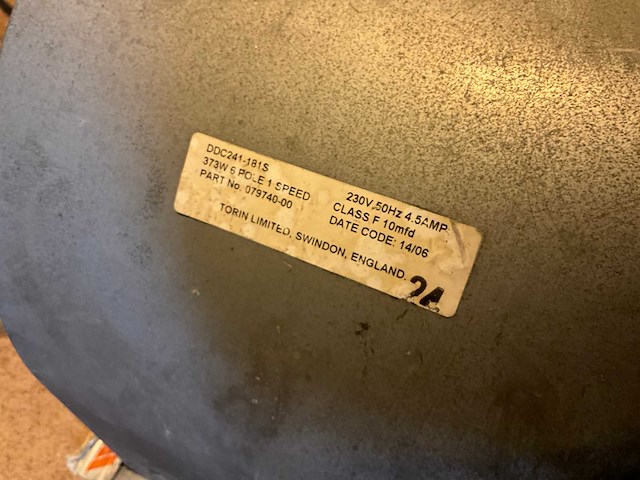 DDC241-181S
373W 6 POLE 1 SPEED
PART No. 079740-00
230V 50Hz 4.5AMP
CLASS F 10mfd
DATE CODE: 14/06
TORIN LIMITED, SWINDON, ENGLAND.
2A